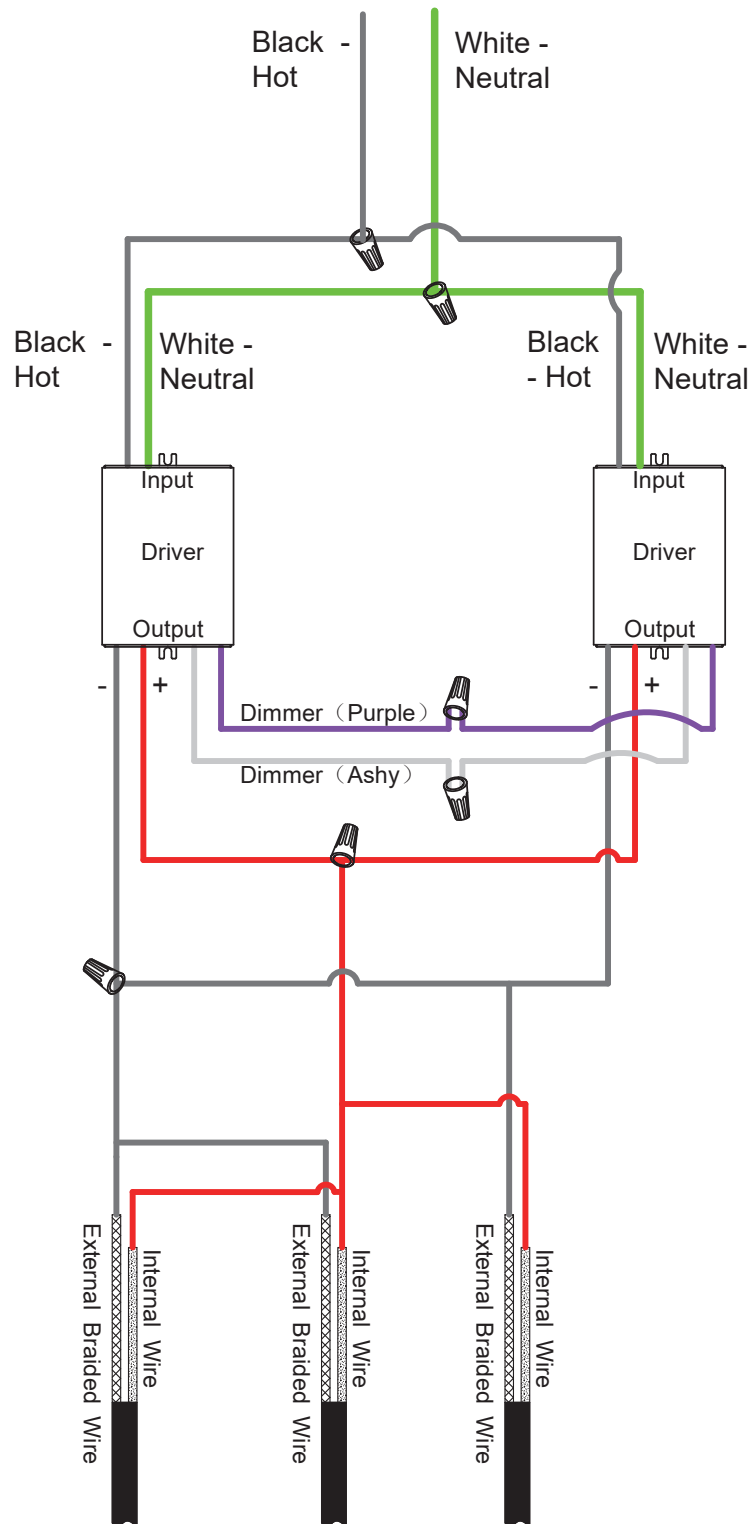 Black -
Hot
White -
Neutral
Black -
Hot
White -
Neutral
Black
- Hot
White -
Neutral
Input
Driver
Output
Input
Driver
Output
- +
- +
Dimmer（Purple）
Dimmer（Ashy）
External Braided Wire
Internal Wire
External Braided Wire
Internal Wire
External Braided Wire
Internal Wire